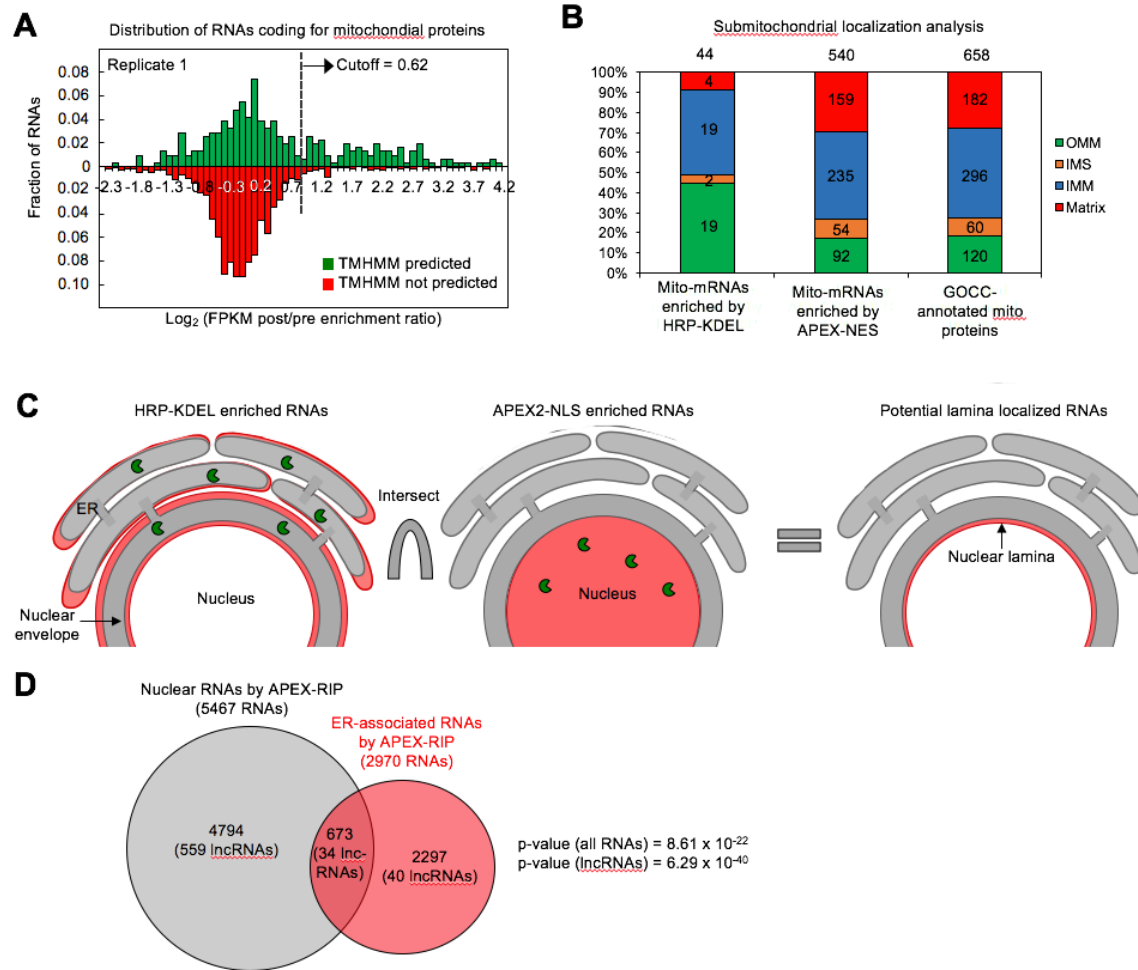 A
Distribution of RNAs coding for mitochondial proteins
Replicate 1
Cutoff = 0.62
Fraction of RNAs
0.08
0.06
0.04
0.02
0
0.02
0.04
0.06
0.08
0.10
-2.3 -1.8 -1.3 -0.8 -0.3 0.2 0.7 1.2 1.7 2.2 2.7 3.2 3.7 4.2
TMHMM predicted
TMHMM not predicted
Log2 (FPKM post/pre enrichment ratio)
B
Submitochondrial localization analysis
44 540 658
100%
90%
80%
70%
60%
50%
40%
30%
20%
10%
0%
4
19
2
19
159
235
54
92
182
296
60
120
OMM
IMS
IMM
Matrix
Mito-mRNAs
enriched by
HRP-KDEL
Mito-mRNAs
enriched by
APEX-NES
GOCC-
annotated mito
proteins
C
HRP-KDEL enriched RNAs
ER
Nucleus
Nuclear
envelope
Intersect
APEX2-NLS enriched RNAs
Nucleus
Potential lamina localized RNAs
Nuclear lamina
D
Nuclear RNAs by APEX-RIP
(5467 RNAs)
ER-associated RNAs
by APEX-RIP
(2970 RNAs)
4794
(559 lncRNAs)
673
(34 lnc-
RNAs)
2297
(40 lncRNAs)
p-value (all RNAs) = 8.61 x 10-22
p-value (lncRNAs) = 6.29 x 10-40